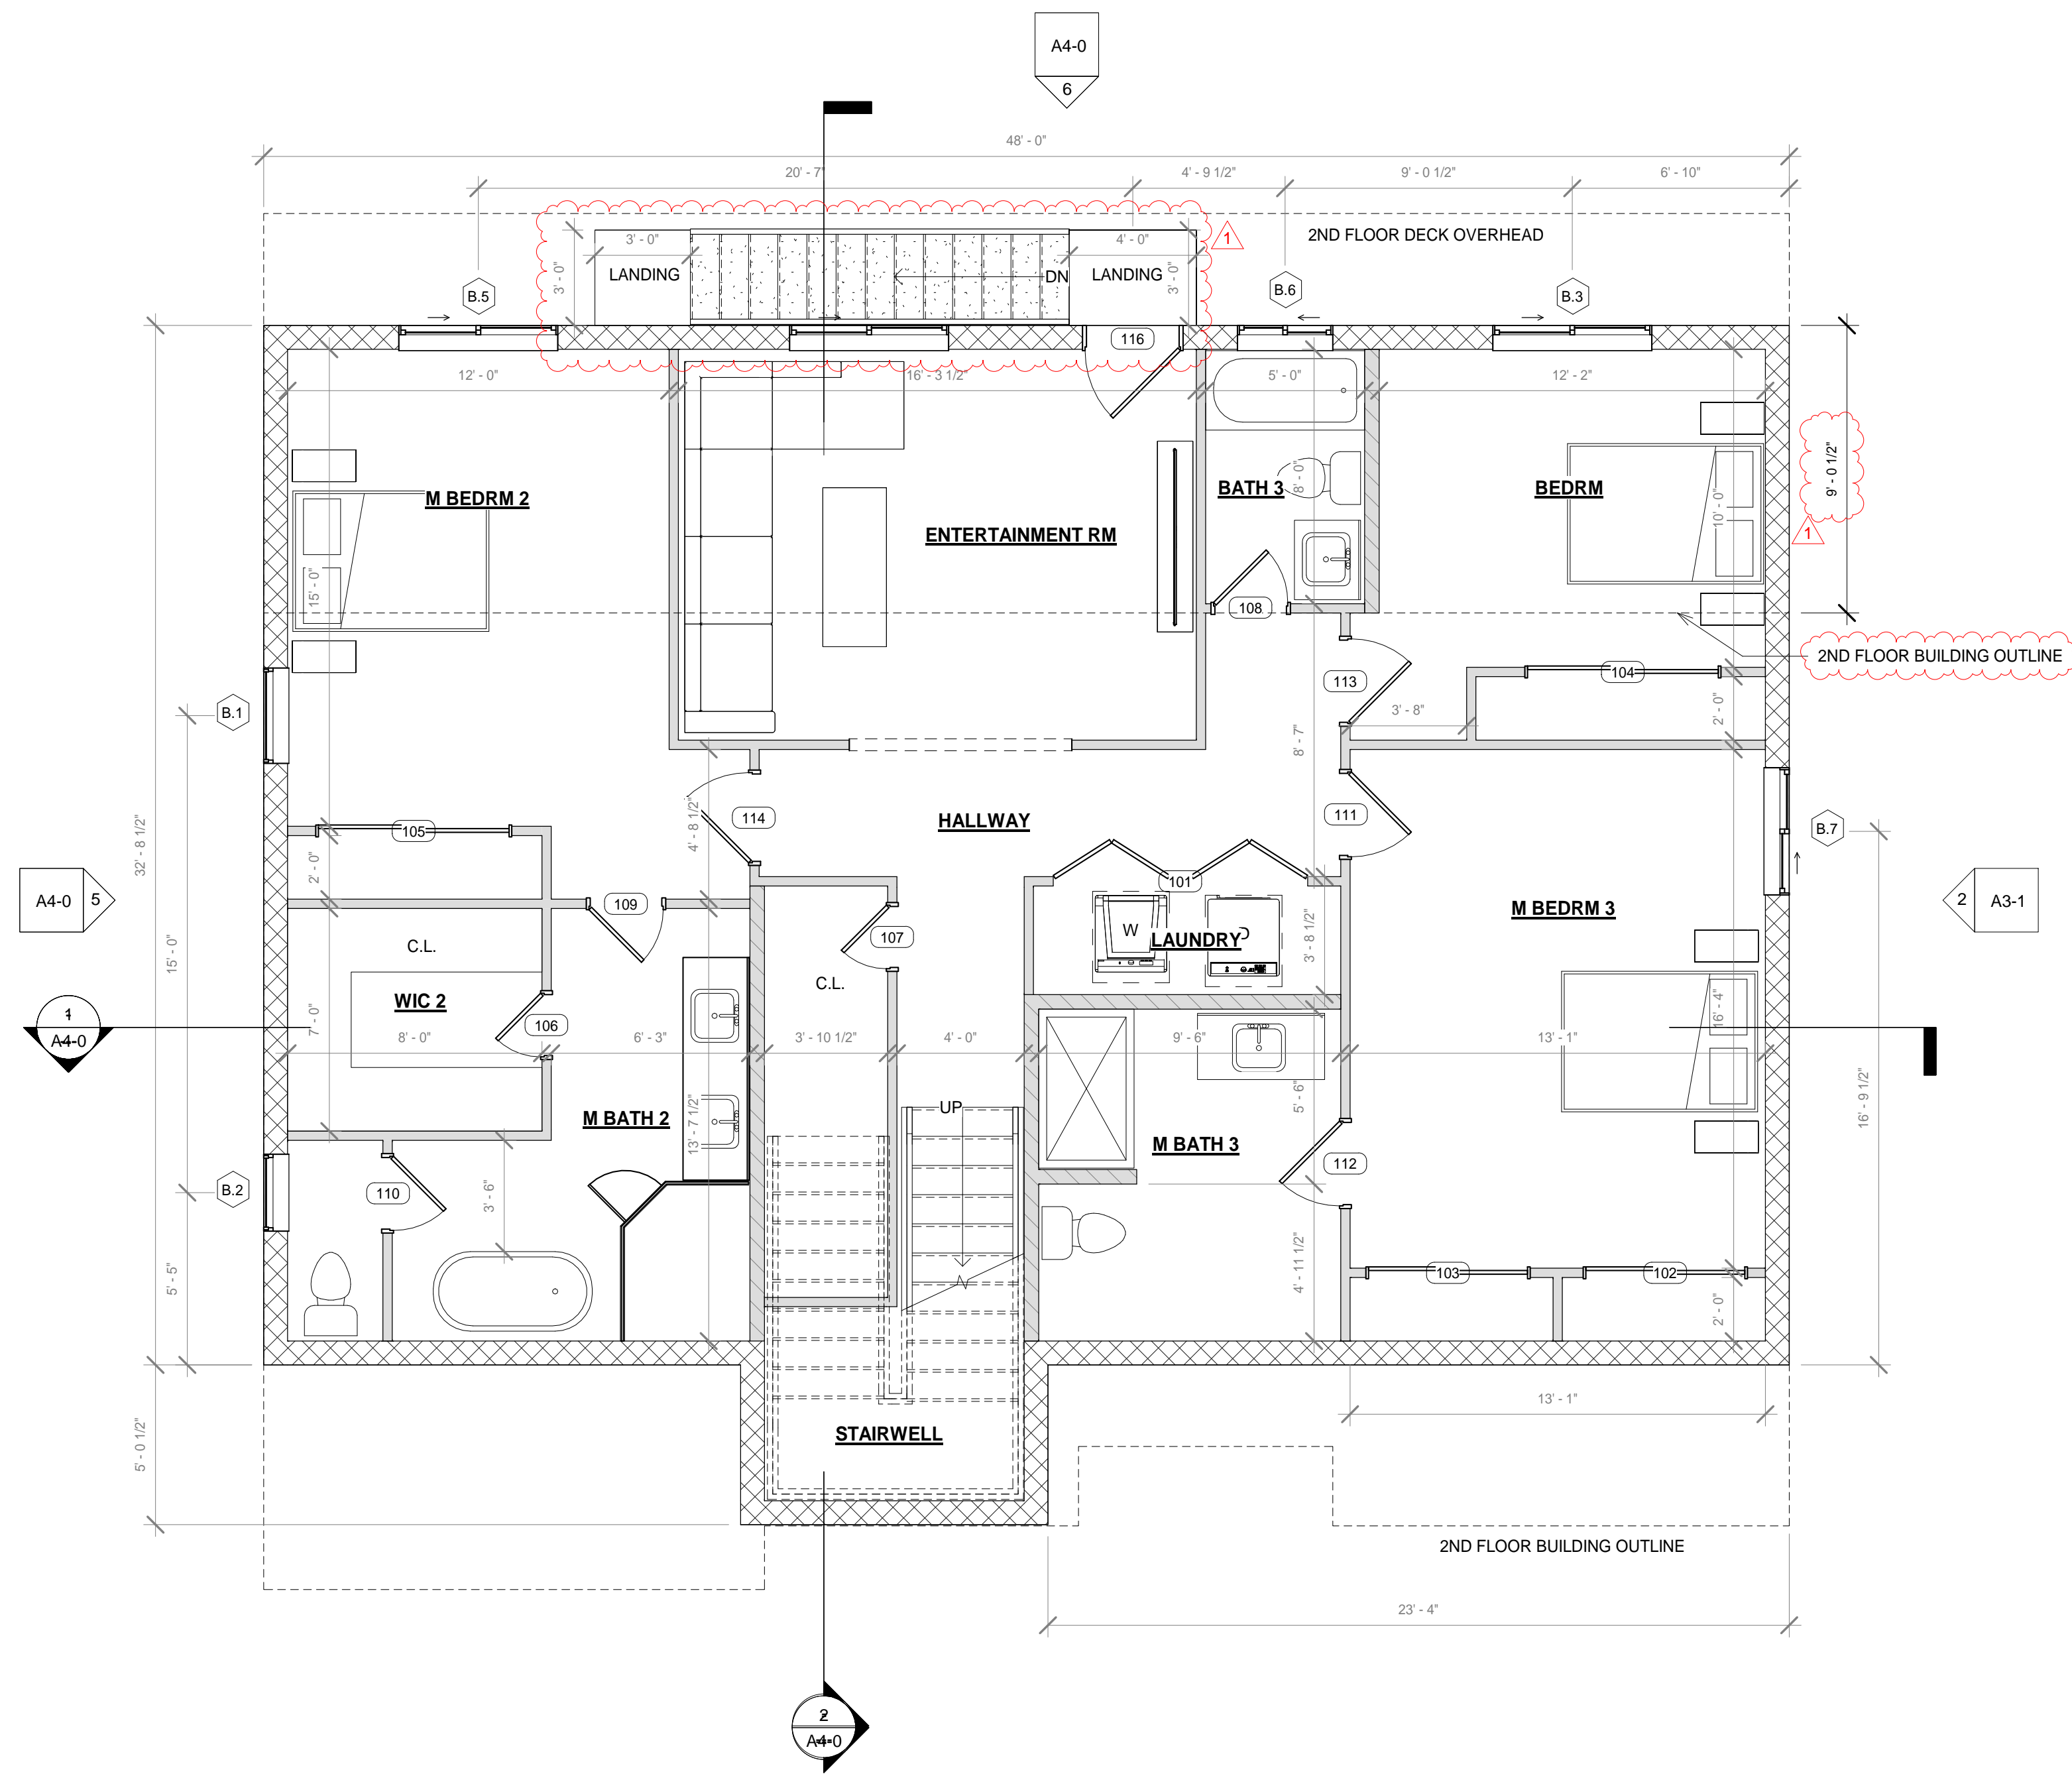 A4-0
6
48' - 0"
20' - 7"
4' - 9 1/2"
9' - 0 1/2"
6' - 10"
2ND FLOOR DECK OVERHEAD
3' - 0"
4' - 0"
1
LANDING
DN
LANDING
3' - 0"
3' - 0"
B.5
B.6
B.3
116
12' - 0"
16' - 3 1/2"
5' - 0"
12' - 2"
9' - 0 1/2"
1
M BEDRM 2
ENTERTAINMENT RM
BATH 3
8' - 0"
BEDRM
10' - 0"
15' - 0"
108
2ND FLOOR BUILDING OUTLINE
104
113
3' - 8"
2' - 0"
B.1
8' - 7"
32' - 8 1/2"
105
114
4' - 8 1/2"
HALLWAY
111
B.7
2' - 0"
101
A4-0
5
109
107
W
LAUNDRY
3' - 8 1/2"
M BEDRM 3
2
A3-1
15' - 0"
C.L.
C.L.
WIC 2
7' - 0"
106
16' - 4"
1
A4-0
8' - 0"
6' - 3"
3' - 10 1/2"
4' - 0"
9' - 6"
13' - 1"
16' - 9 1/2"
5' - 6"
UP
M BATH 2
13' - 7 1/2"
M BATH 3
112
B.2
110
3' - 6"
5' - 5"
4' - 11 1/2"
103
102
2' - 0"
13' - 1"
5' - 0 1/2"
STAIRWELL
2ND FLOOR BUILDING OUTLINE
23' - 4"
2
A4-0